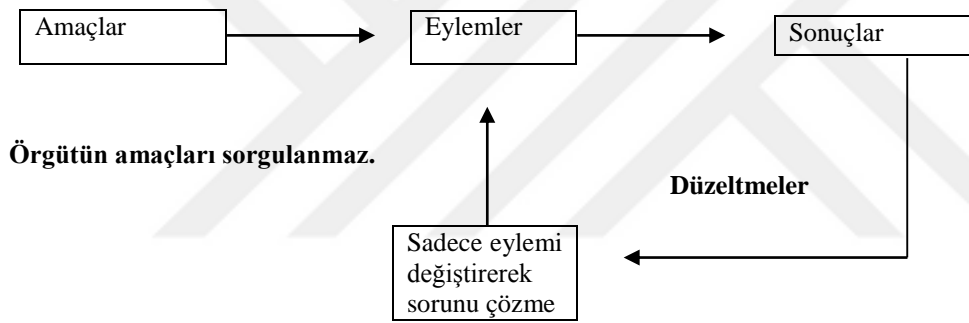 Amaçlar
Eylemler
Sonuçlar
Örgütün amaçları sorgulanmaz.
Düzeltmeler
Sadece eylemi
değiştirerek
sorunu çözme